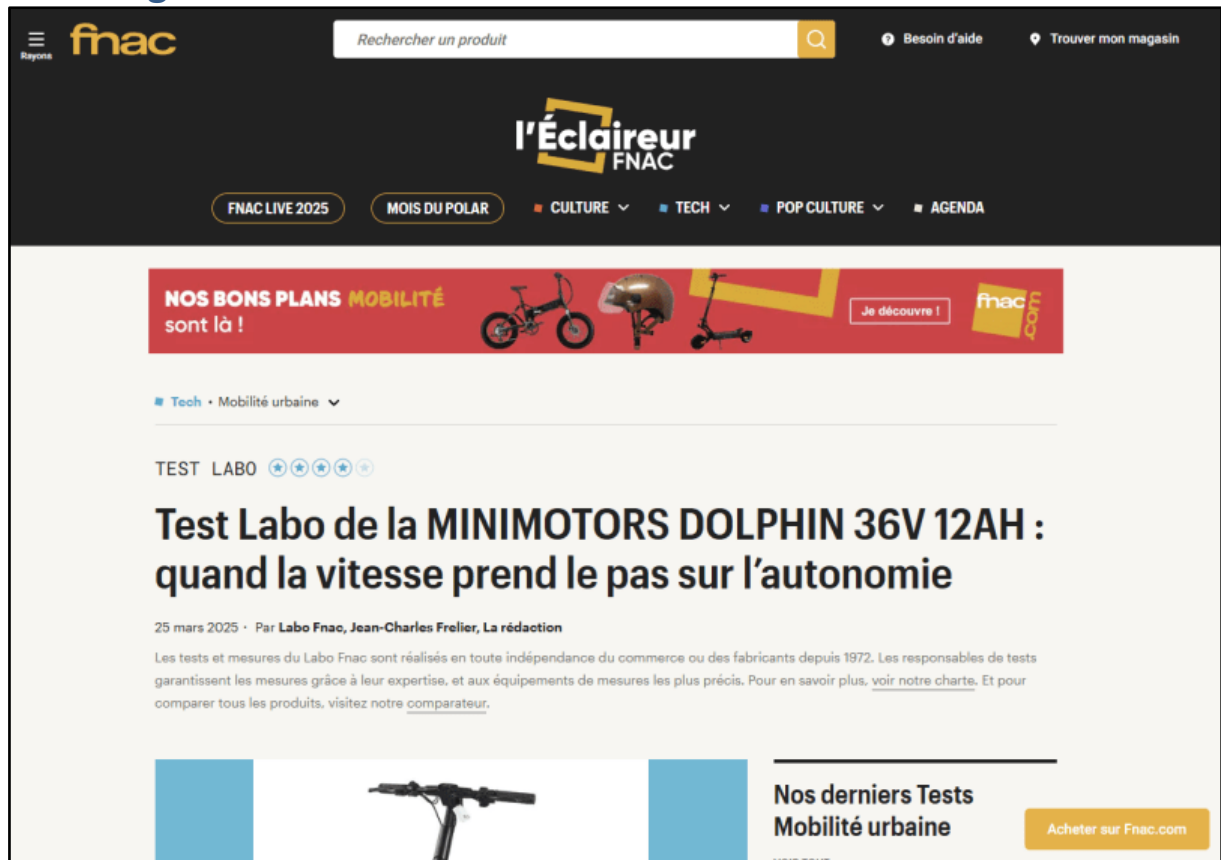 fnac
Rayons
Rechercher un produit
Besoin d'aide
Trouver mon magasin
l'Éclaireur
FNAC
FNAC LIVE 2025
MOIS DU POLAR
CULTURE
TECH
POP CULTURE
AGENDA
NOS BONS PLANS MOBILITÉ
sont là !
Je découvre !
fnac.com
Tech • Mobilité urbaine
TEST LABO
Test Labo de la MINIMOTORS DOLPHIN 36V 12AH :
quand la vitesse prend le pas sur l'autonomie
25 mars 2025 • Par Labo Fnac, Jean-Charles Frelier, La rédaction
Les tests et mesures du Labo Fnac sont réalisés en toute indépendance du commerce ou des fabricants depuis 1972. Les responsables de tests
garantissent les mesures grâce à leur expertise, et aux équipements de mesures les plus précis. Pour en savoir plus, voir notre charte. Et pour
comparer tous les produits, visitez notre comparateur.
Nos derniers Tests
Mobilité urbaine
Acheter sur Fnac.com